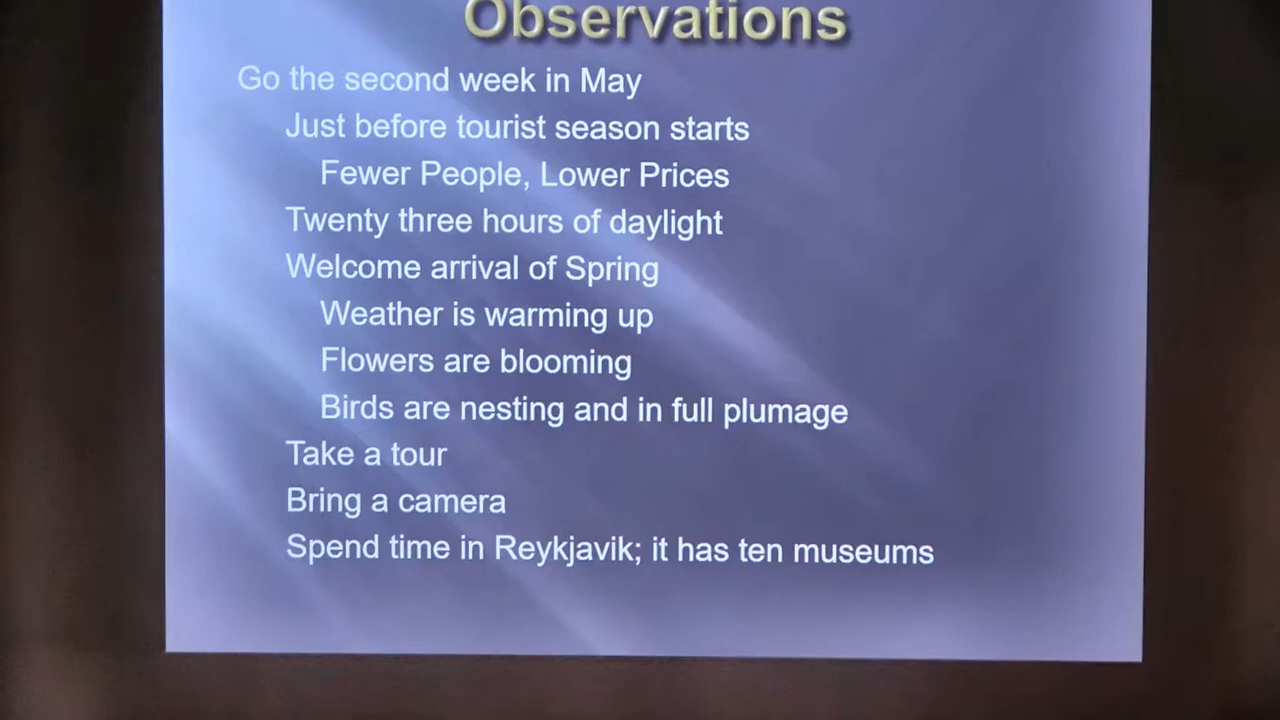 Observations
Go the second week in May
Just before tourist season starts
Fewer People, Lower Prices
Twenty three hours of daylight
Welcome arrival of Spring
Weather is warming up
Flowers are blooming
Birds are nesting and in full plumage
Take a tour
Bring a camera
Spend time in Reykjavik; it has ten museums